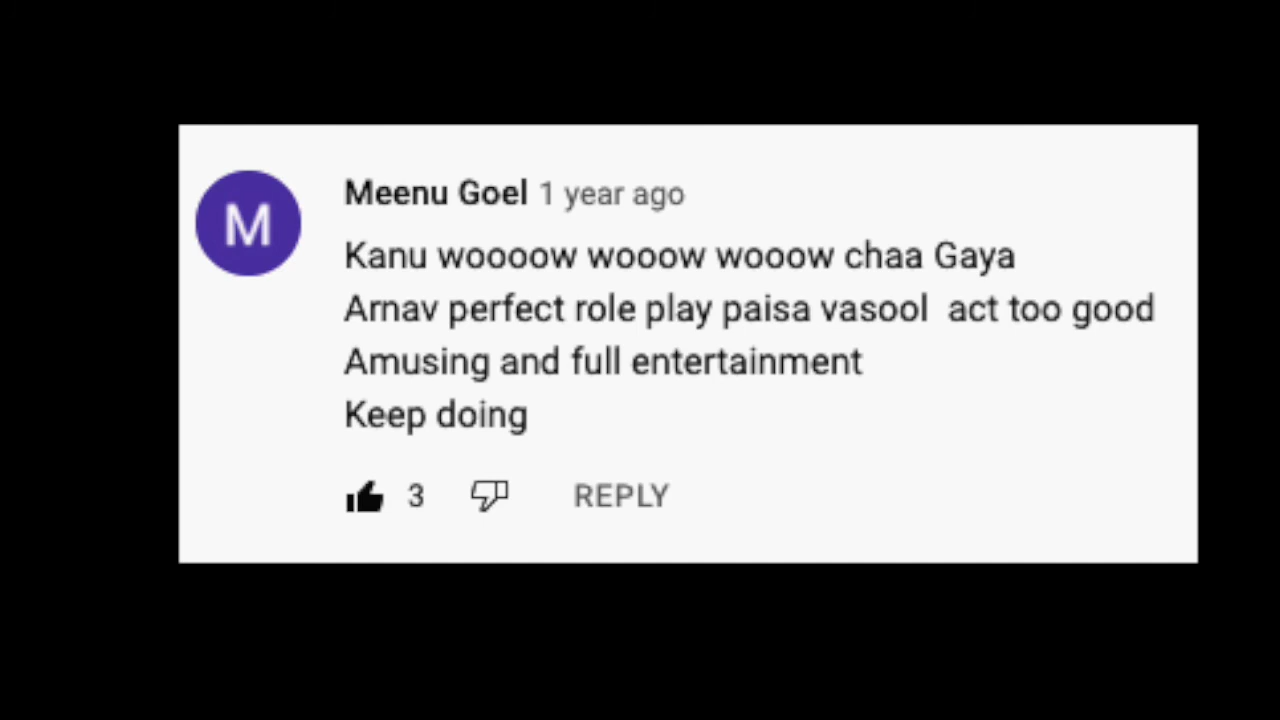 M
Meenu Goel 1 year ago
Kanu woooow wooow wooow chaa Gaya
Arnav perfect role play paisa vasool  act too good
Amusing and full entertainment
Keep doing
3 REPLY